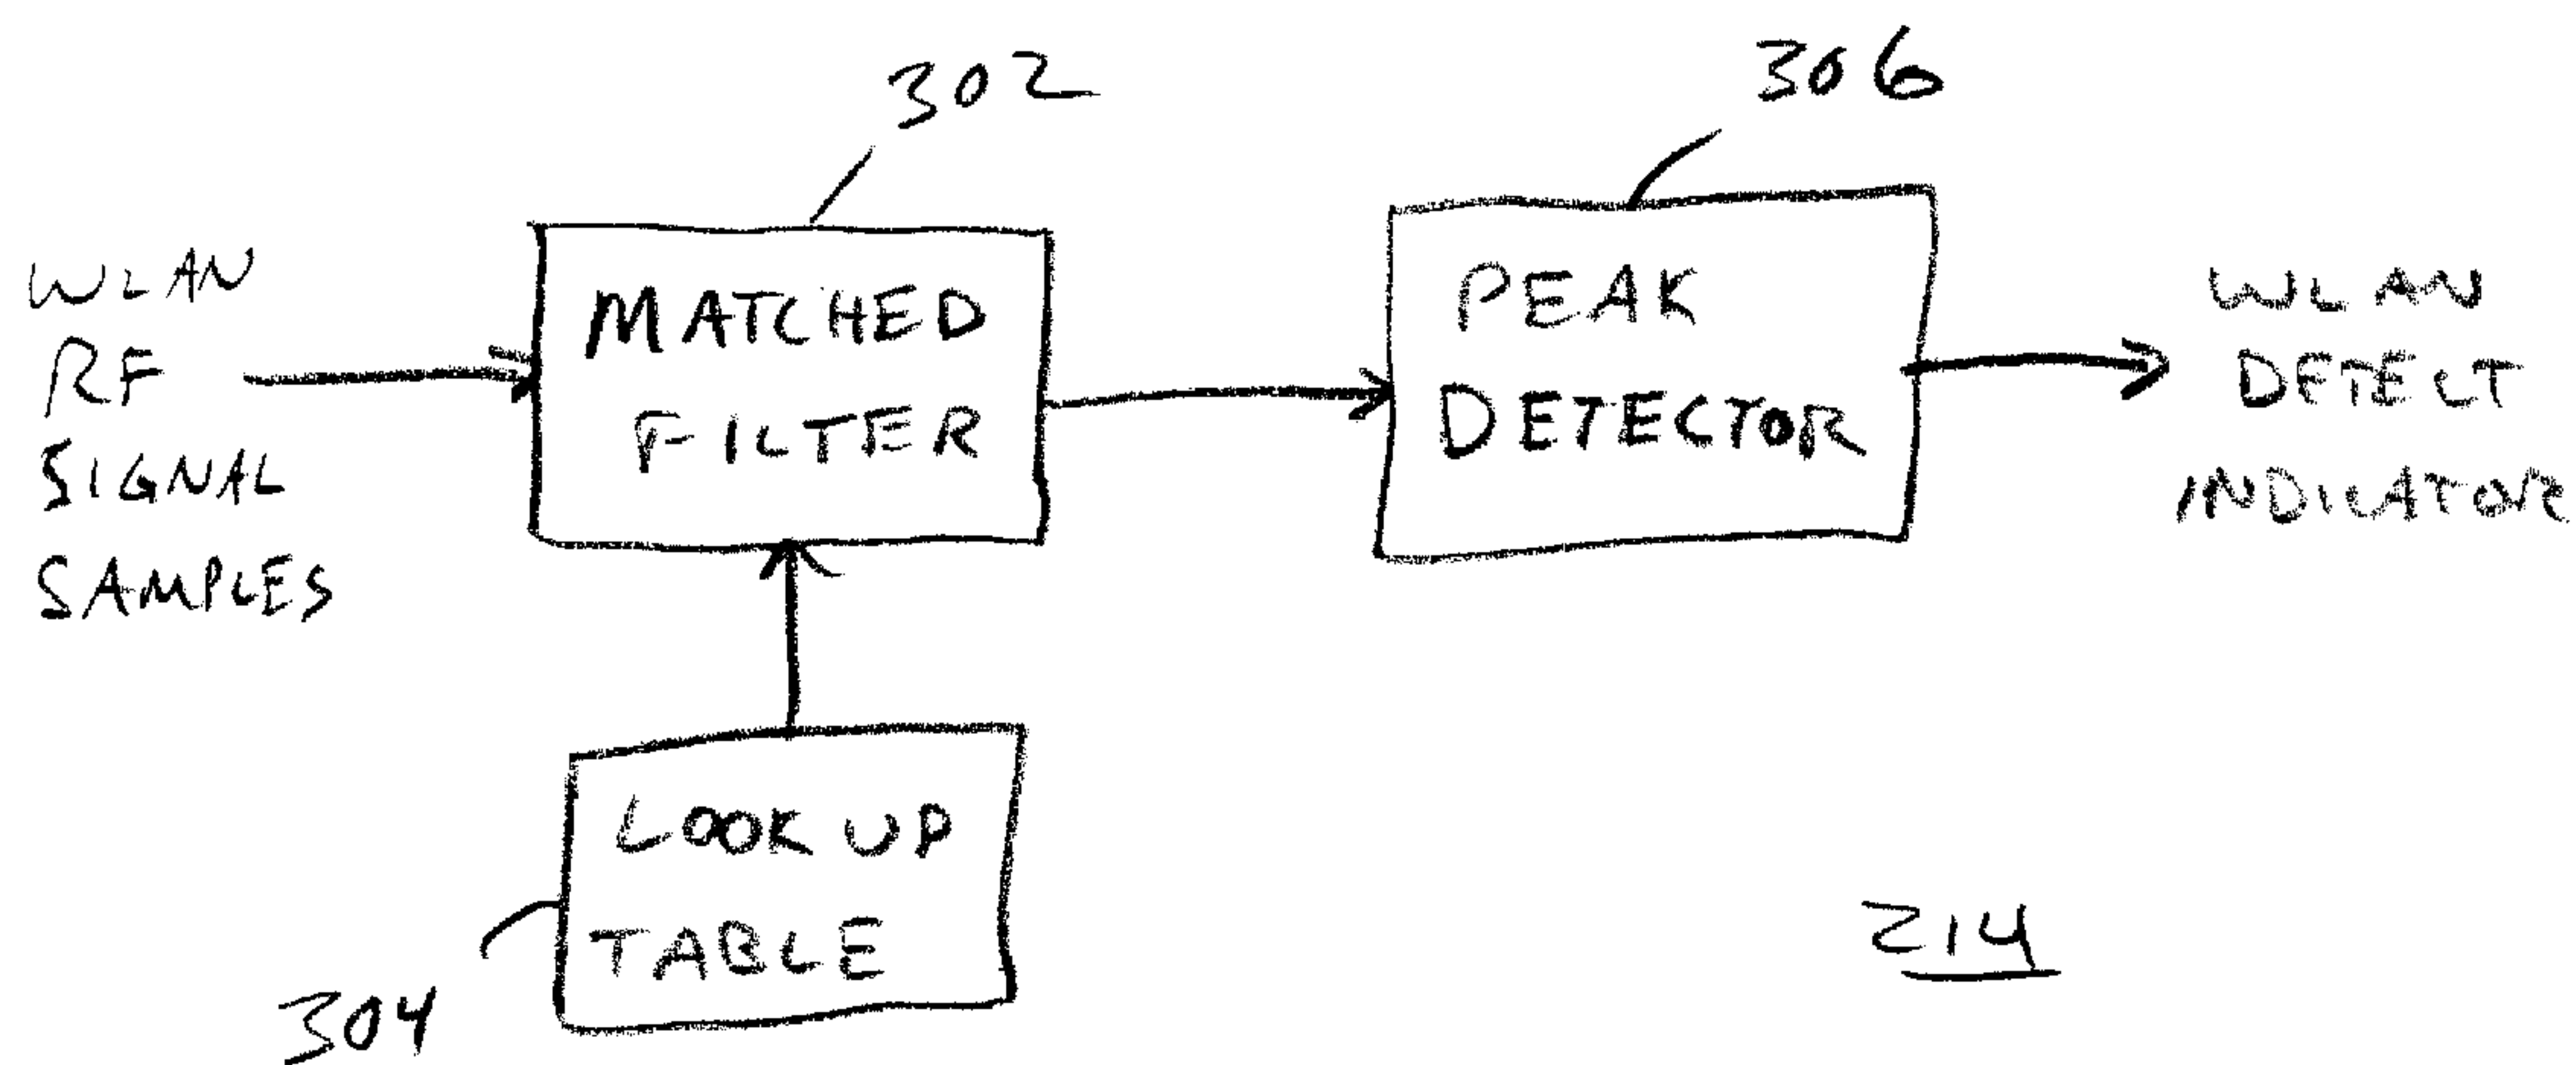 302
306
WLAN
RF
SIGNAL
SAMPLES
MATCHED
FILTER
PEAK
DETECTOR
WLAN
DETECT
INDICATOR
LOOK UP
TABLE
304
214